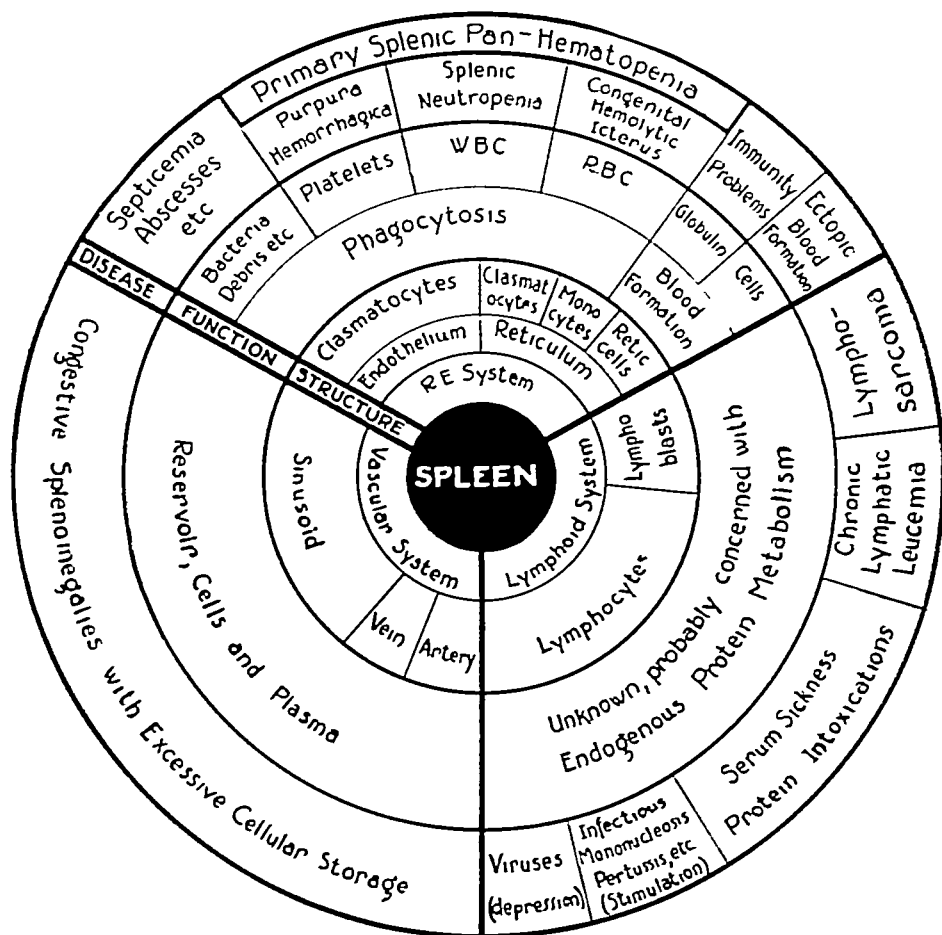 Primary Splenic Pan-Hematopenia
Septicemia
Abscesses
etc
Purpura
Hemorrhagica
Splenic
Neutropenia
Congenital
Hemolytic
Icterus
Immunity
Problems
Ectopic
Blood
Formation
Bacteria
Debris etc
Platelets
WBC
RBC
Globulin
Cells
Phagocytosis
Blood
Formation
Clasmatocytes
Clasmat
ocytes
Mono
cytes
Retic
Cells
Endothelium
Reticulum
RE System
DISEASE
FUNCTION
STRUCTURE
SPLEEN
Vascular System
Sinusoid
Vein
Artery
Reservoir, Cells and Plasma
Congestive Splenomegalies with Excessive Cellular Storage
Lymphoid System
Lympho
blasts
Lymphocytes
Unknown, probably concerned with
Endogenous Protein Metabolism
Lympho-
sarcoma
Chronic
Lymphatic
Leucemia
Serum Sickness
Protein Intoxications
Infectious
Mononucleosis
Pertussis, etc
(Stimulation)
Viruses
(depression)